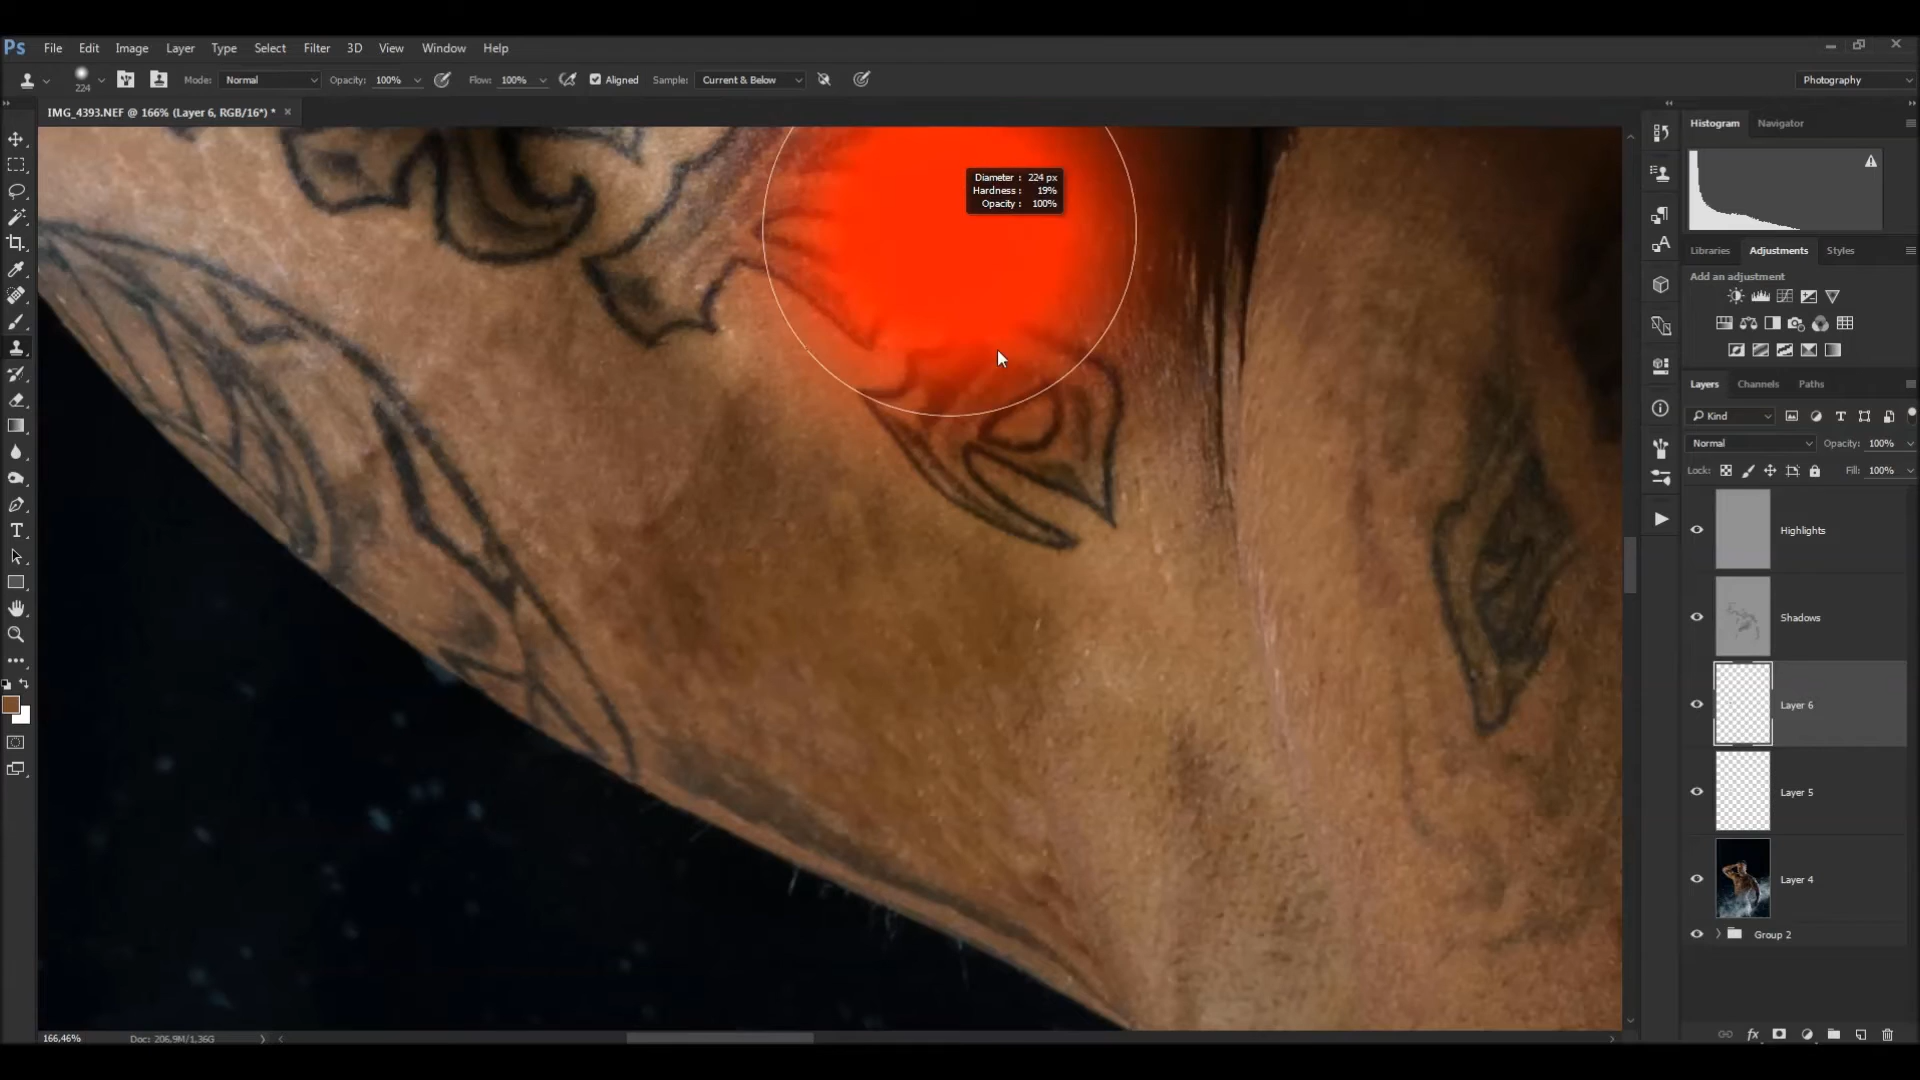 Ps File Edit Image Layer Type Select Filter 3D View Window Help
224 Mode: Normal Opacity: 100% Flow: 100% Aligned Sample: Current & Below Photography
IMG_4393.NEF @ 166% (Layer 6, RGB/16*) * ×
Histogram Navigator
Diameter : 224 px
Hardness : 19%
Opacity : 100%
Libraries Adjustments Styles
Add an adjustment
Layers Channels Paths
Kind
Normal Opacity: 100%
Lock: Fill: 100%
Highlights
Shadows
Layer 6
Layer 5
Layer 4
Group 2
166,46% Doc: 206,9M/1,36G